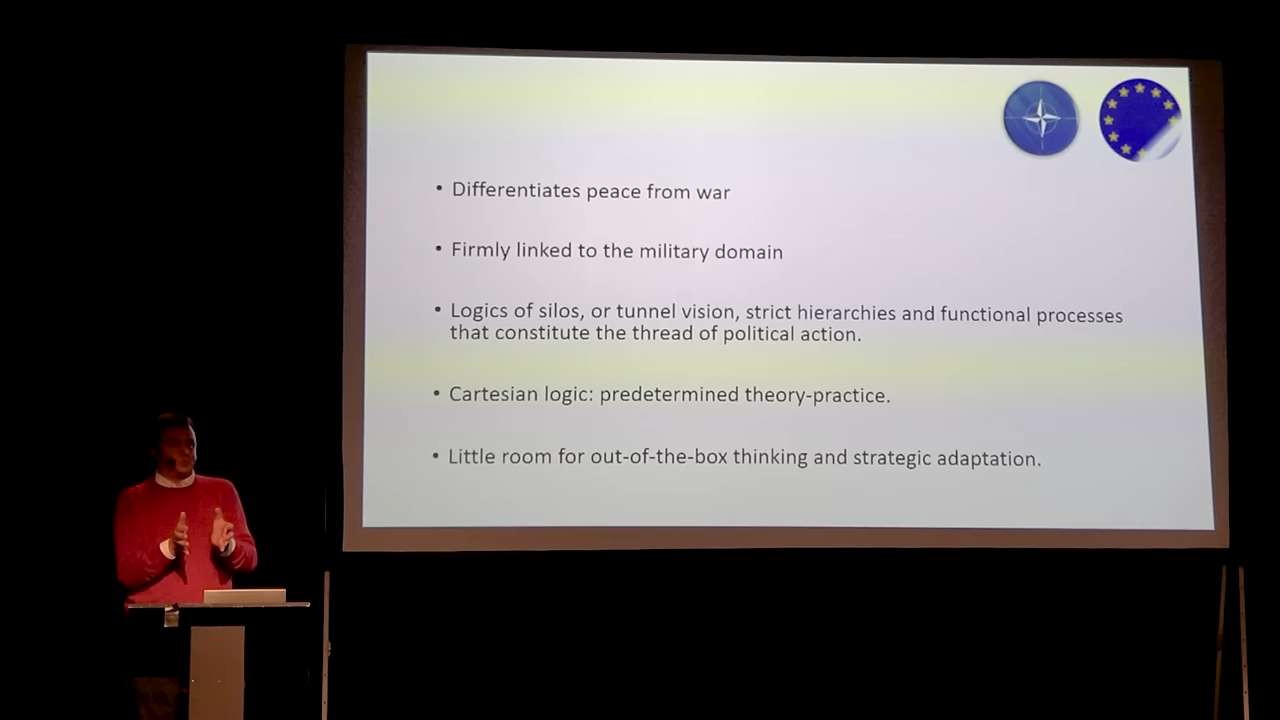 • Differentiates peace from war
• Firmly linked to the military domain
• Logics of silos, or tunnel vision, strict hierarchies and functional processes
that constitute the thread of political action.
• Cartesian logic: predetermined theory-practice.
• Little room for out-of-the-box thinking and strategic adaptation.